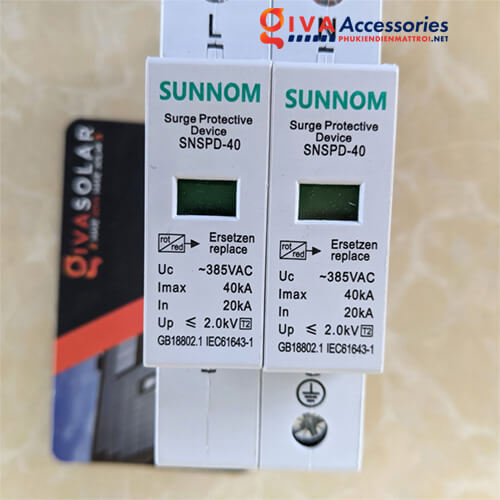 GIVA Accessories
PHUKIENDIENMATTROI.NET
L
N
SUNNOM
Surge Protective
Device
SNSPD-40
rot
red
Ersetzen
replace
Uc ~385VAC
Imax 40kA
In 20kA
Up ≤ 2.0kV T2
GB18802.1 IEC61643-1
SUNNOM
Surge Protective
Device
SNSPD-40
rot
red
Ersetzen
replace
Uc ~385VAC
Imax 40kA
In 20kA
Up ≤ 2.0kV T2
GB18802.1 IEC61643-1
GIVASOLAR